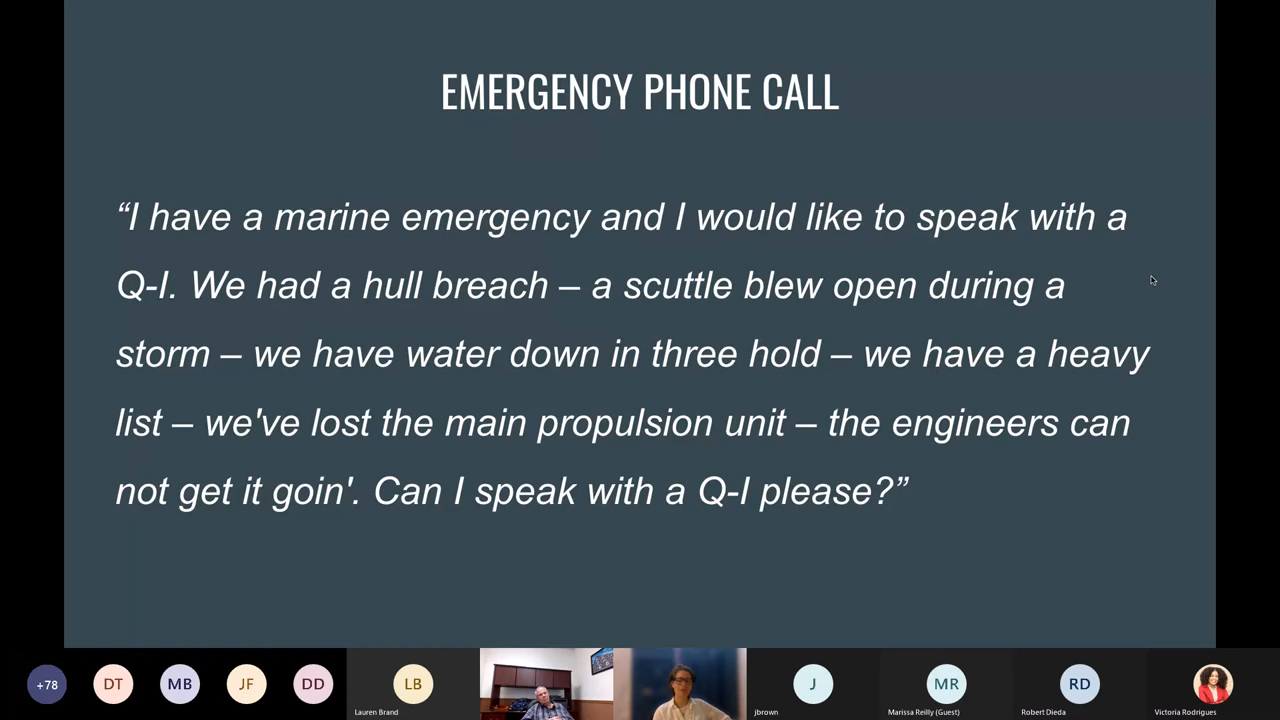 EMERGENCY PHONE CALL
“I have a marine emergency and I would like to speak with a
Q-I. We had a hull breach – a scuttle blew open during a
storm – we have water down in three hold – we have a heavy
list – we've lost the main propulsion unit – the engineers can
not get it goin'. Can I speak with a Q-I please?”
+78
DT
MB
JF
DD
LB
Lauren Brand
J
jbrown
MR
Marissa Reilly (Guest)
RD
Robert Dieda
Victoria Rodrigues